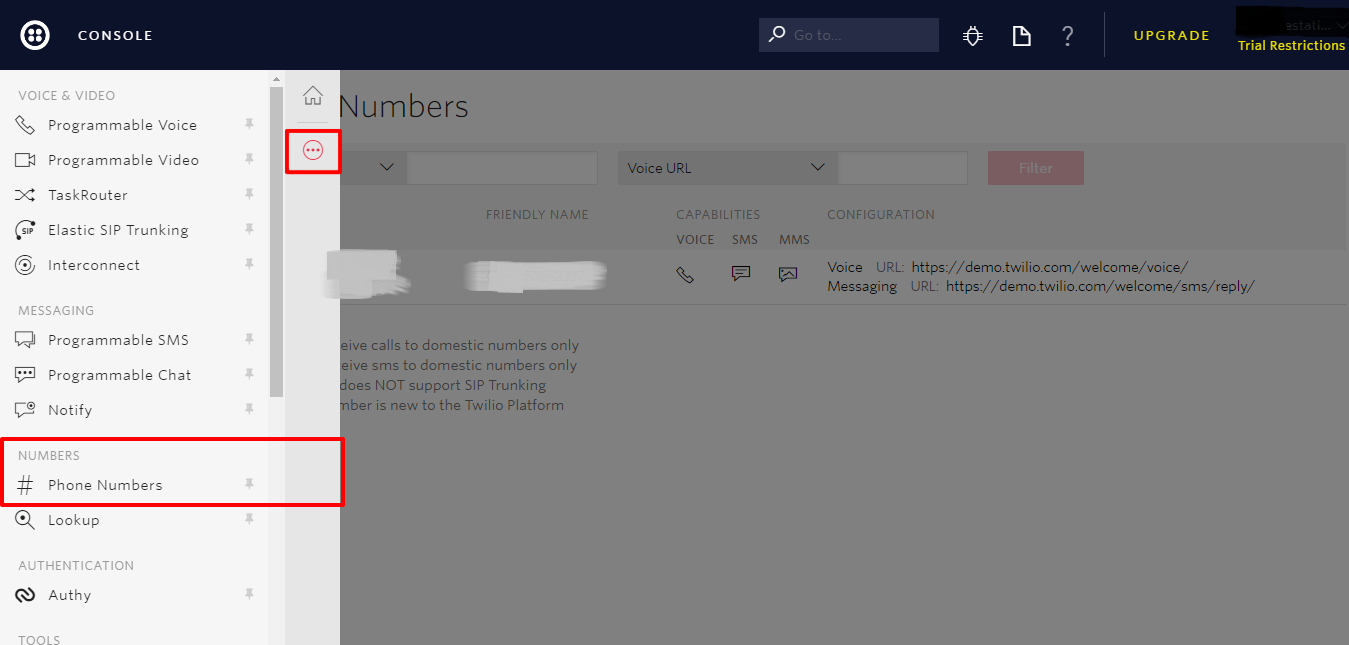 CONSOLE
Go to...
?
UPGRADE
Trial Restrictions
VOICE & VIDEO
Programmable Voice
Programmable Video
TaskRouter
SIP
Elastic SIP Trunking
Interconnect
MESSAGING
Programmable SMS
Programmable Chat
Notify
NUMBERS
# Phone Numbers
Lookup
AUTHENTICATION
Authy
TOOLS
Numbers
Voice URL
Filter
FRIENDLY NAME
CAPABILITIES
CONFIGURATION
VOICE SMS MMS
Voice URL: https://demo.twilio.com/welcome/voice/
Messaging URL: https://demo.twilio.com/welcome/sms/reply/
eive calls to domestic numbers only
eive sms to domestic numbers only
does NOT support SIP Trunking
mber is new to the Twilio Platform